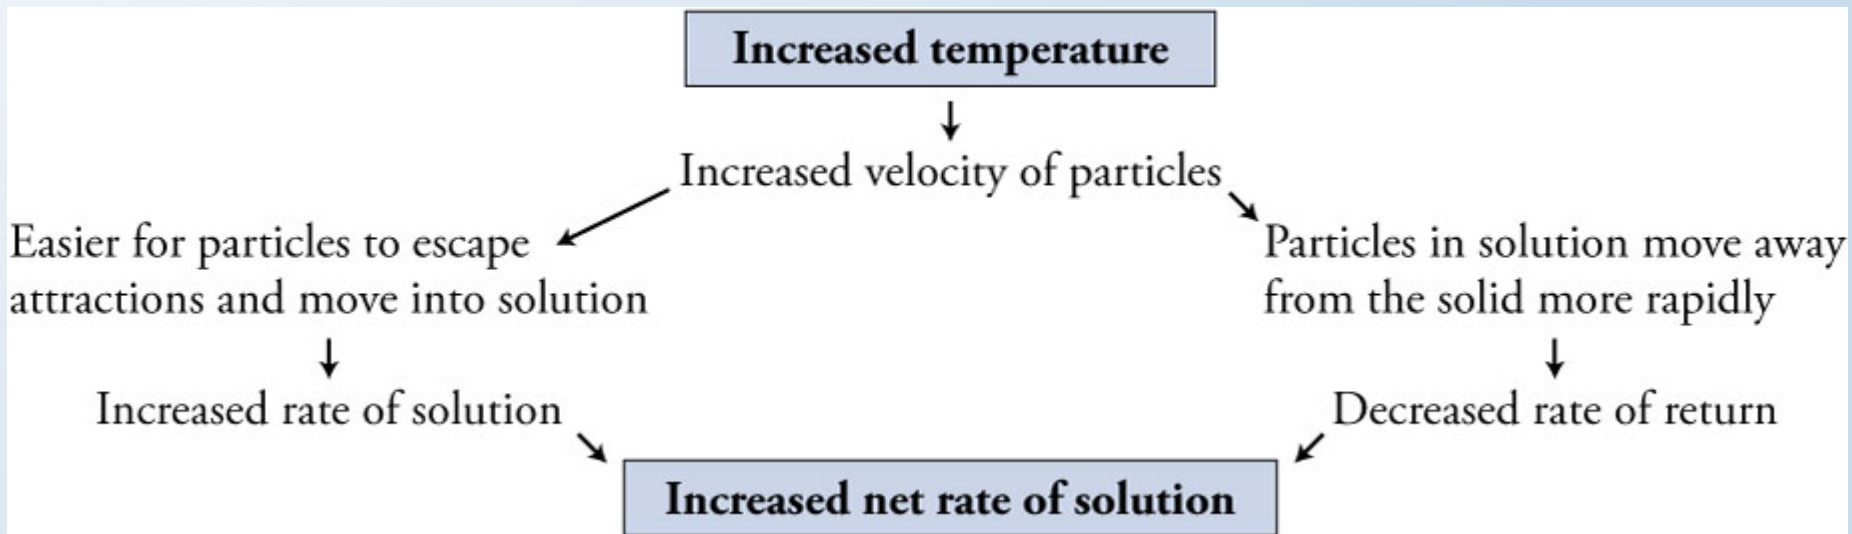 Increased temperature
Increased velocity of particles
Easier for particles to escape
attractions and move into solution
Particles in solution move away
from the solid more rapidly
Increased rate of solution
Decreased rate of return
Increased net rate of solution